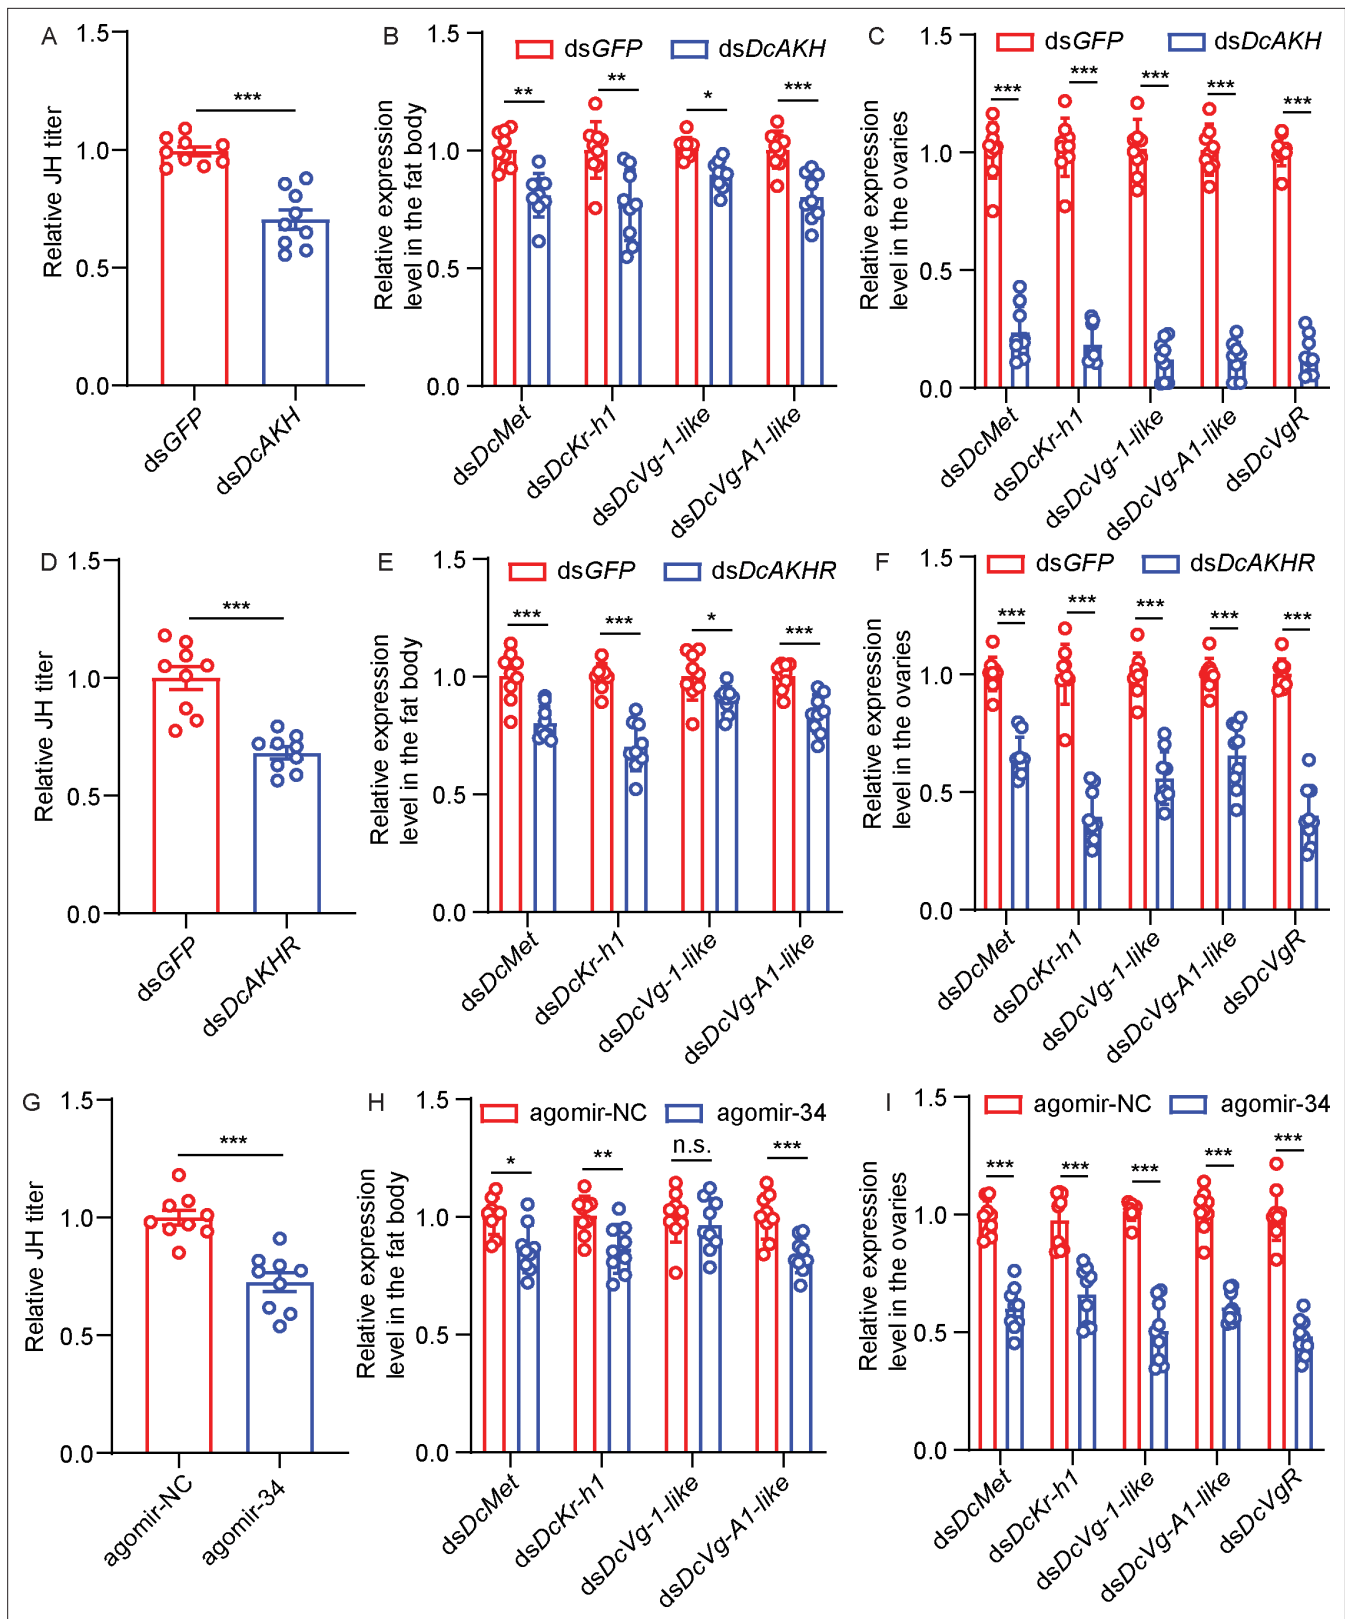 A
Relative JH titer
1.5
1.0
0.5
0.0
***
dsGFP
dsDcAKH
B
Relative expression
level in the fat body
1.5
1.0
0.5
0.0
dsGFP
dsDcAKH
**
**
*
***
dsDcMet
dsDcKr-h1
dsDcVg-1-like
dsDcVg-A1-like
C
Relative expression
level in the ovaries
1.5
1.0
0.5
0.0
dsGFP
dsDcAKH
***
***
***
***
***
dsDcMet
dsDcKr-h1
dsDcVg-1-like
dsDcVg-A1-like
dsDcVgR
D
Relative JH titer
1.5
1.0
0.5
0.0
***
dsGFP
dsDcAKHR
E
Relative expression
level in the fat body
1.5
1.0
0.5
0.0
dsGFP
dsDcAKHR
***
***
*
***
dsDcMet
dsDcKr-h1
dsDcVg-1-like
dsDcVg-A1-like
F
Relative expression
level in the ovaries
1.5
1.0
0.5
0.0
dsGFP
dsDcAKHR
***
***
***
***
***
dsDcMet
dsDcKr-h1
dsDcVg-1-like
dsDcVg-A1-like
dsDcVgR
G
Relative JH titer
1.5
1.0
0.5
0.0
***
agomir-NC
agomir-34
H
Relative expression
level in the fat body
1.5
1.0
0.5
0.0
agomir-NC
agomir-34
*
**
n.s.
***
dsDcMet
dsDcKr-h1
dsDcVg-1-like
dsDcVg-A1-like
I
Relative expression
level in the ovaries
1.5
1.0
0.5
0.0
agomir-NC
agomir-34
***
***
***
***
***
dsDcMet
dsDcKr-h1
dsDcVg-1-like
dsDcVg-A1-like
dsDcVgR